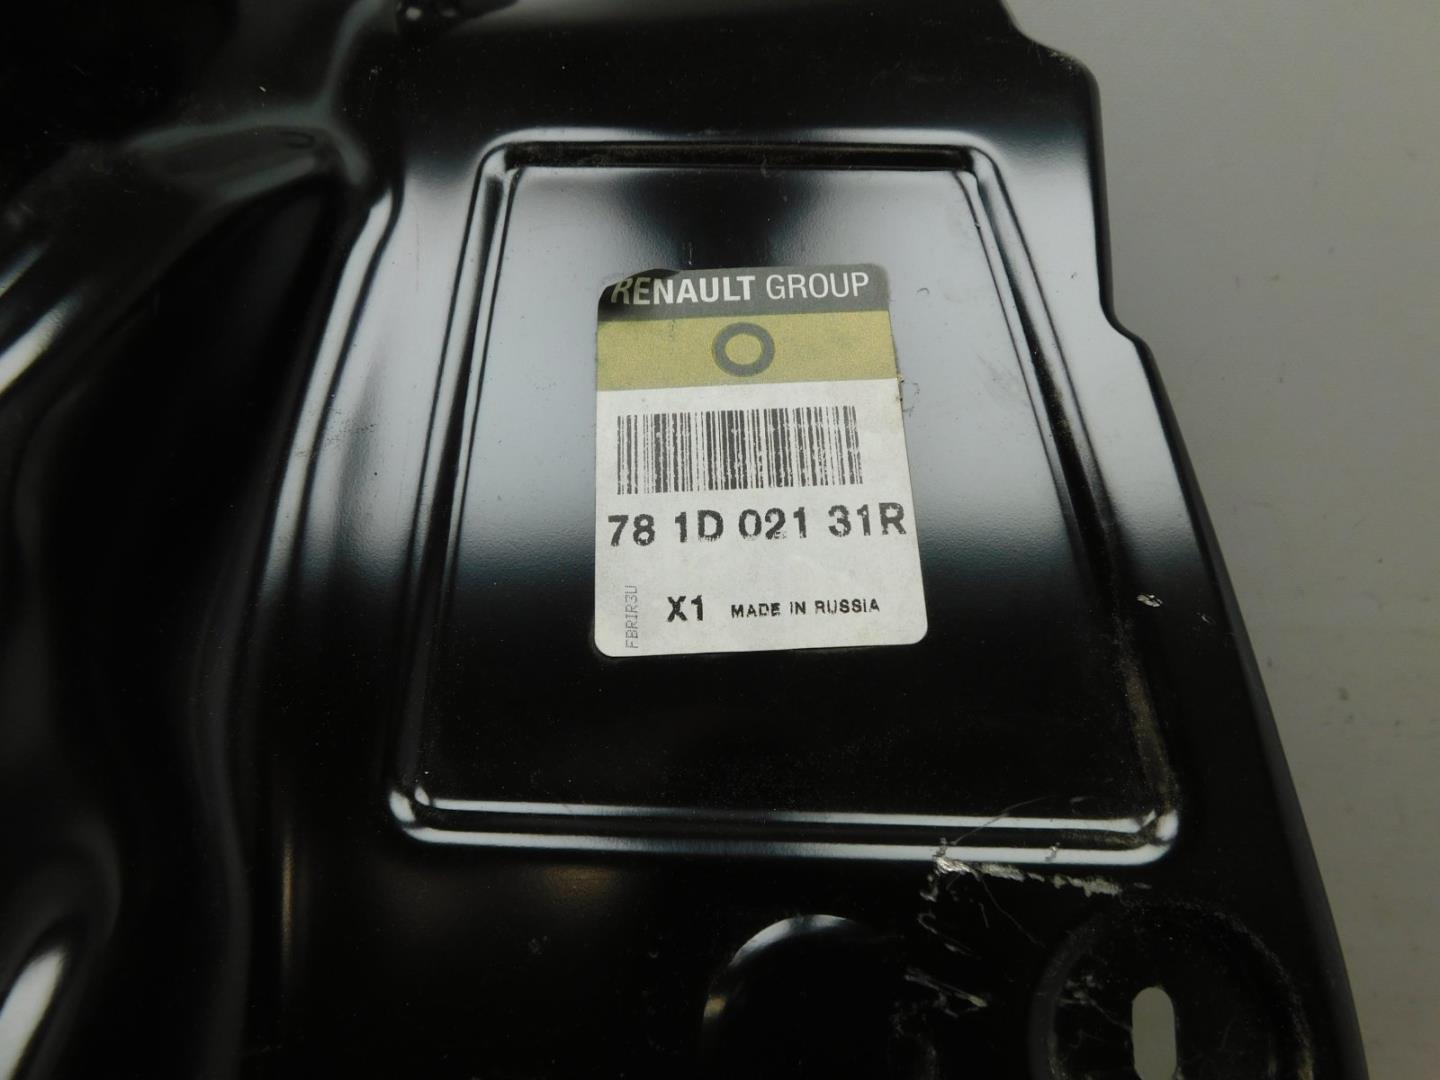 RENAULT GROUP
78 1D 021 31R
FBRIR3U
X1 MADE IN RUSSIA